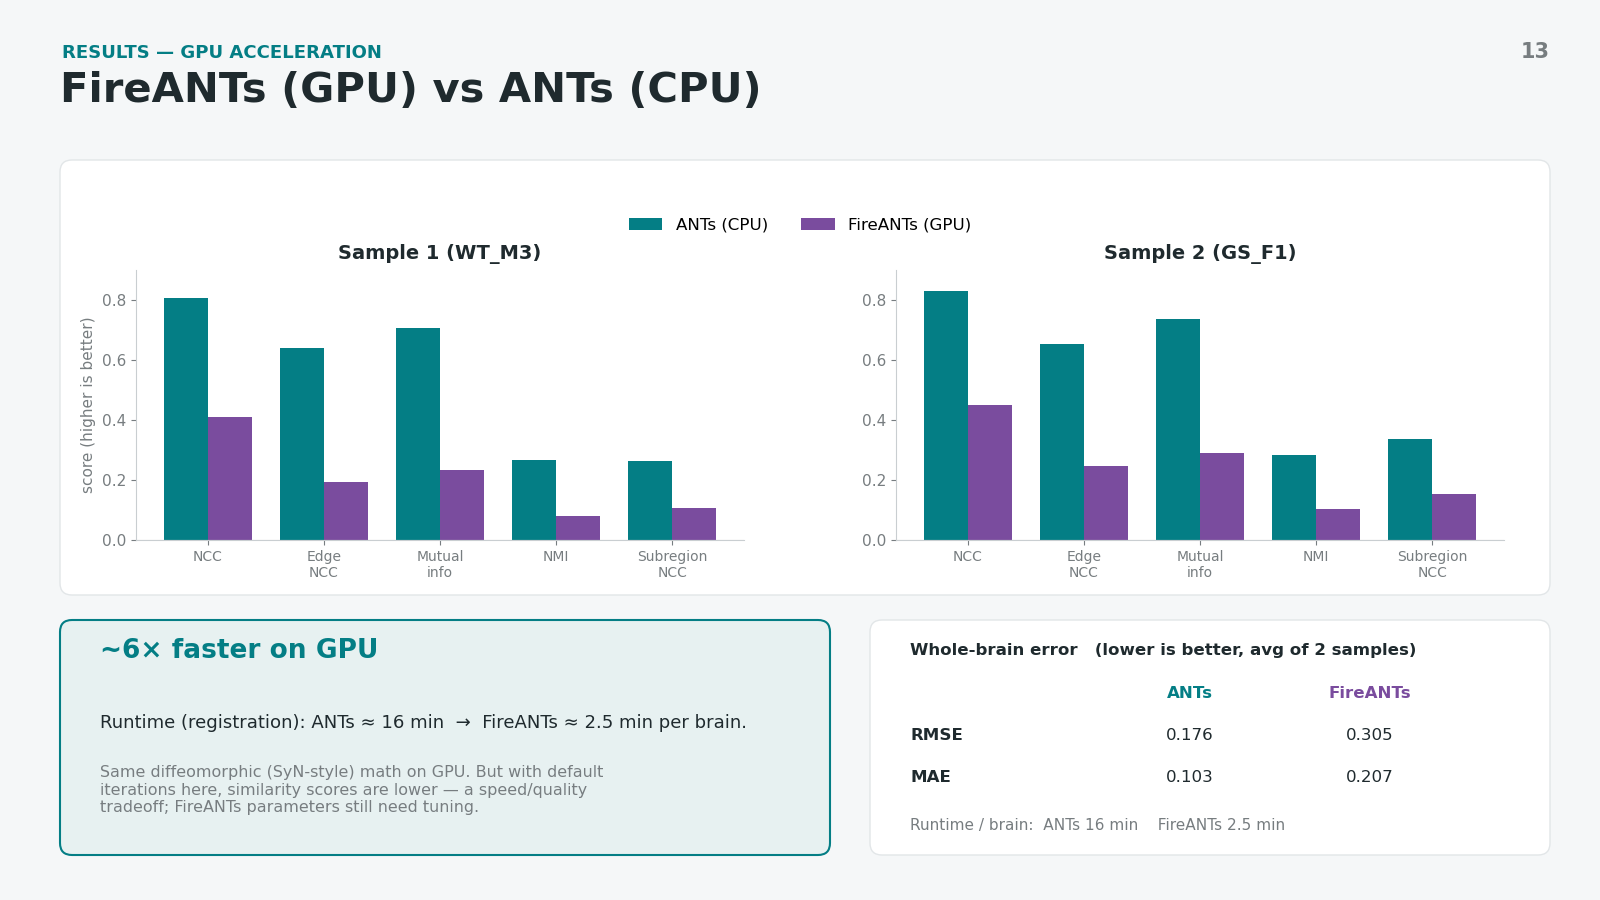 RESULTS — GPU ACCELERATION
13
FireANTs (GPU) vs ANTs (CPU)
ANTs (CPU)
FireANTs (GPU)
Sample 1 (WT_M3)
score (higher is better)
0.8
0.6
0.4
0.2
0.0
NCC
Edge
NCC
Mutual
info
NMI
Subregion
NCC
Sample 2 (GS_F1)
0.8
0.6
0.4
0.2
0.0
NCC
Edge
NCC
Mutual
info
NMI
Subregion
NCC
~6× faster on GPU
Runtime (registration): ANTs ≈ 16 min → FireANTs ≈ 2.5 min per brain.
Same diffeomorphic (SyN-style) math on GPU. But with default
iterations here, similarity scores are lower — a speed/quality
tradeoff; FireANTs parameters still need tuning.
Whole-brain error (lower is better, avg of 2 samples)
ANTs FireANTs
RMSE 0.176 0.305
MAE 0.103 0.207
Runtime / brain: ANTs 16 min FireANTs 2.5 min